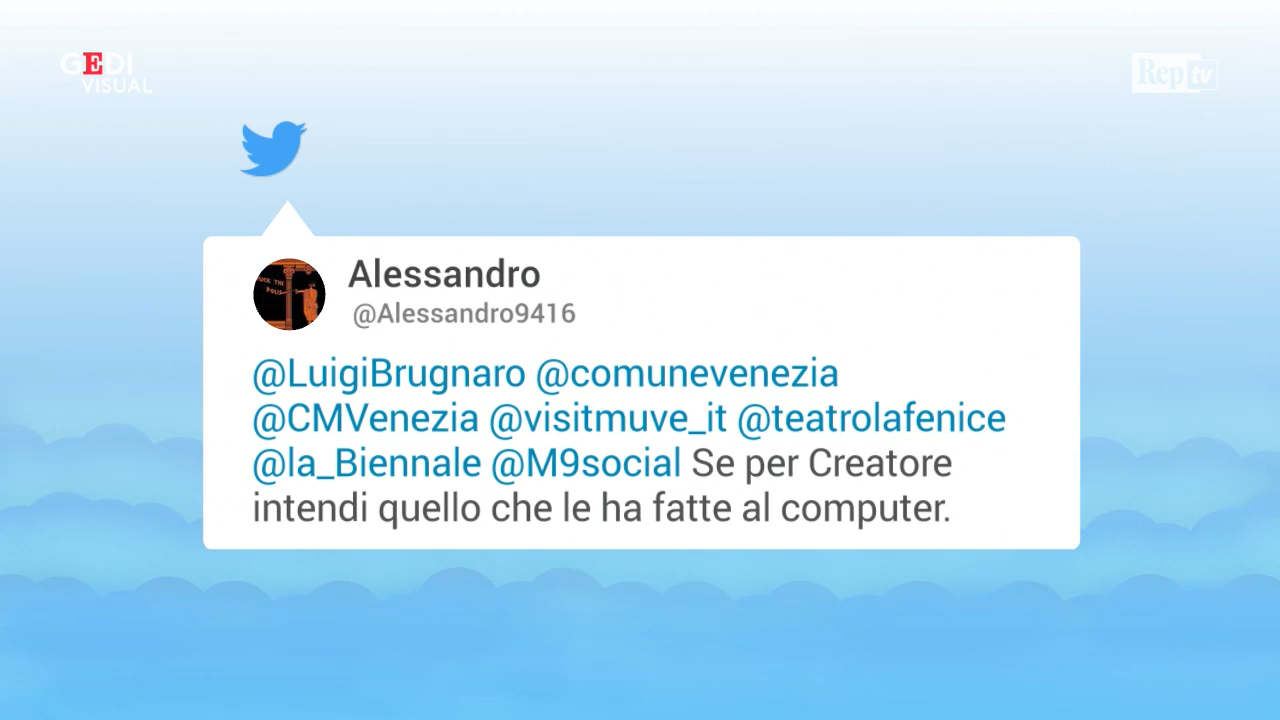 GEDI
VISUAL
Rep tv
Alessandro
@Alessandro9416
@LuigiBrugnaro @comunevenezia
@CMVenezia @visitmuve_it @teatrolafenice
@la_Biennale @M9social Se per Creatore
intendi quello che le ha fatte al computer.